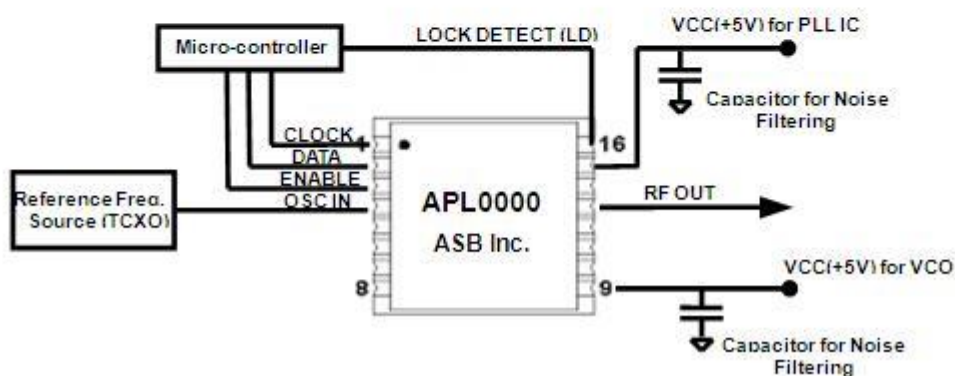 VCC(+5V) for PLL IC
Micro-controller
LOCK DETECT (LD)
Capacitor for Noise
Filtering
CLOCK
1
16
DATA
ENABLE
OSC IN
Reference Freq.
Source (TCXO)
APL0000
ASB Inc.
RF OUT
8
9
VCC(+5V) for VCO
Capacitor for Noise
Filtering